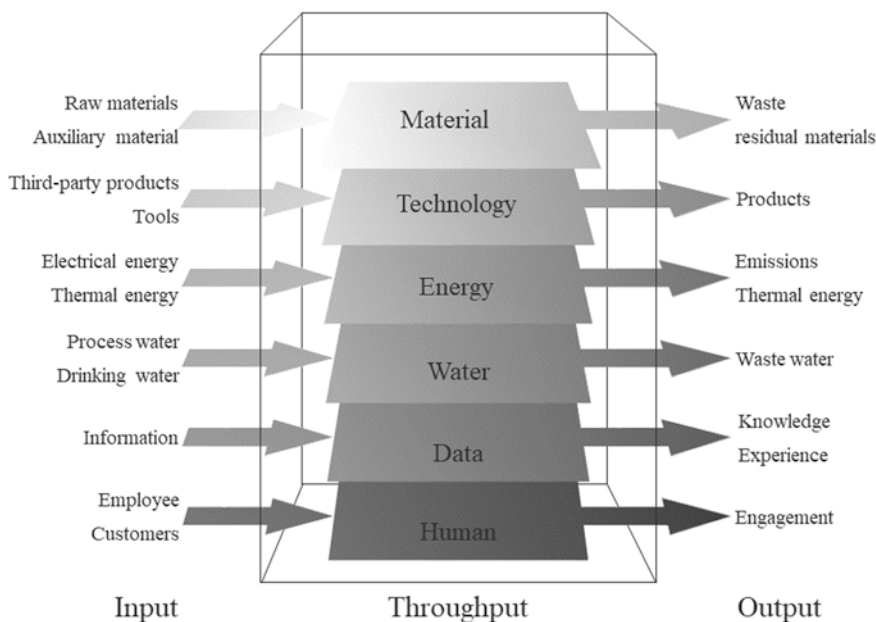 Raw materials
Auxiliary material
Material
Waste
residual materials
Third-party products
Tools
Technology
Products
Electrical energy
Thermal energy
Energy
Emissions
Thermal energy
Process water
Drinking water
Water
Waste water
Information
Data
Knowledge
Experience
Employee
Customers
Human
Engagement
Input
Throughput
Output